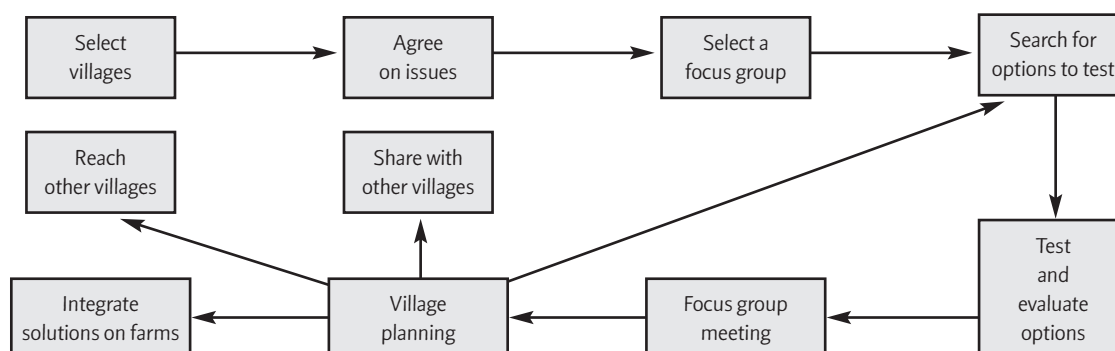 Select
villages
Agree
on issues
Select a
focus group
Search for
options to test
Reach
other villages
Share with
other villages
Test
and
evaluate
options
Integrate
solutions on farms
Village
planning
Focus group
meeting